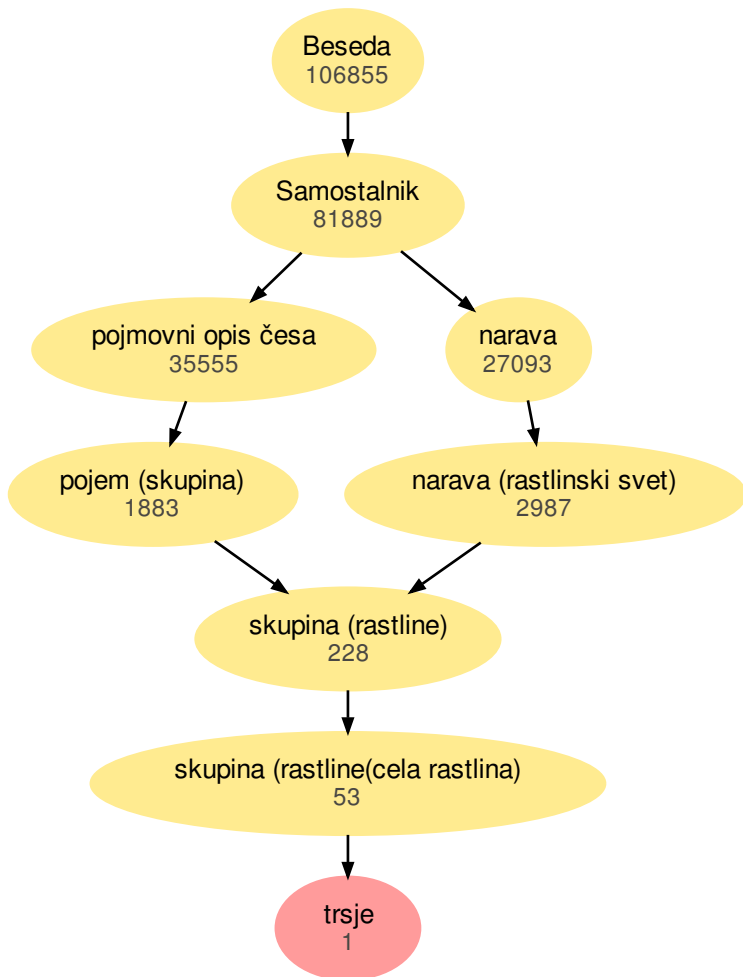 Beseda
106855
Samostalnik
81889
pojmovni opis česa
35555
narava
27093
pojem (skupina)
1883
narava (rastlinski svet)
2987
skupina (rastline)
228
skupina (rastline(cela rastlina)
53
trsje
1